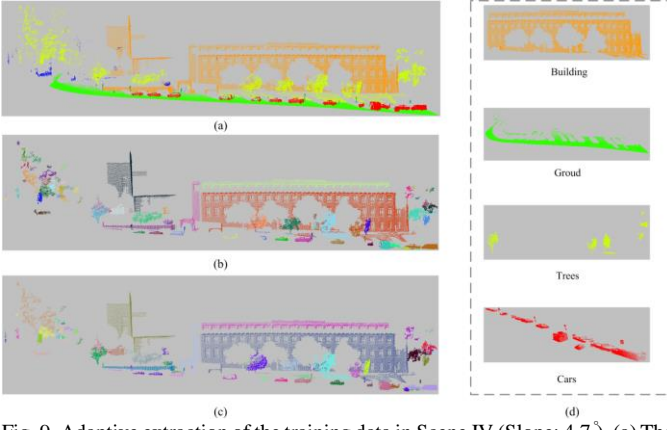 (a)
(b)
(c)
Building
Groud
Trees
Cars
(d)
Fig. 9. Adaptive extraction of the training data in Scene IV (Slope: 4.7°). (a) Th